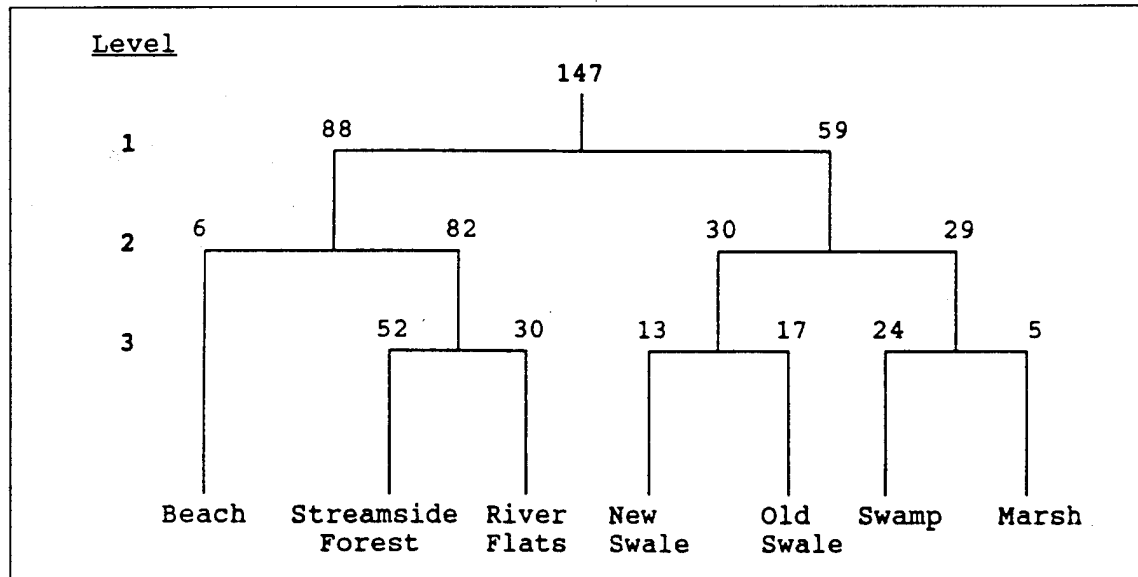 Level
147
1 88 59
2 6 82 30 29
3 52 30 13 17 24 5
Beach Streamside River New Old Swamp Marsh
Forest Flats Swale Swale